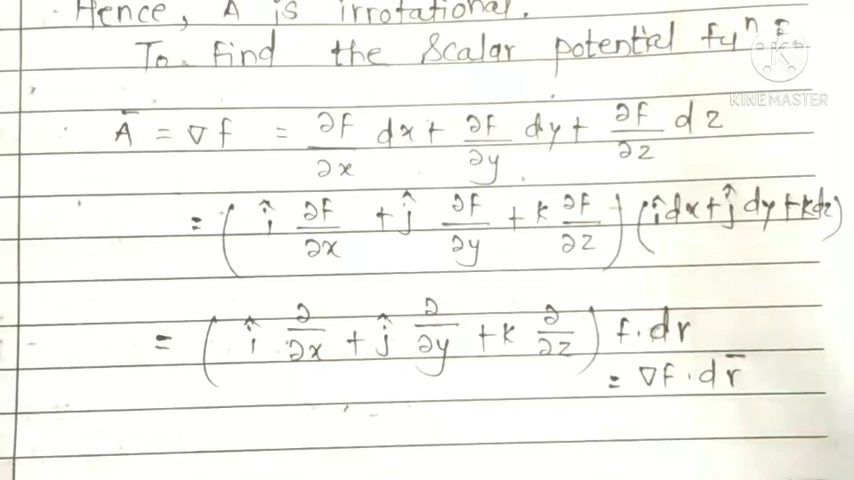 Hence, A is irrotational.
To find the scalar potential fuⁿ f
KINEMASTER
Ā = ∇f = ∂f/∂x dx + ∂f/∂y dy + ∂f/∂z dz
= (î ∂f/∂x + ĵ ∂f/∂y + k ∂f/∂z) (îdx + ĵdy + kdz)
= (î ∂/∂x + ĵ ∂/∂y + k ∂/∂z) f. dr
= ∇f. dr̄